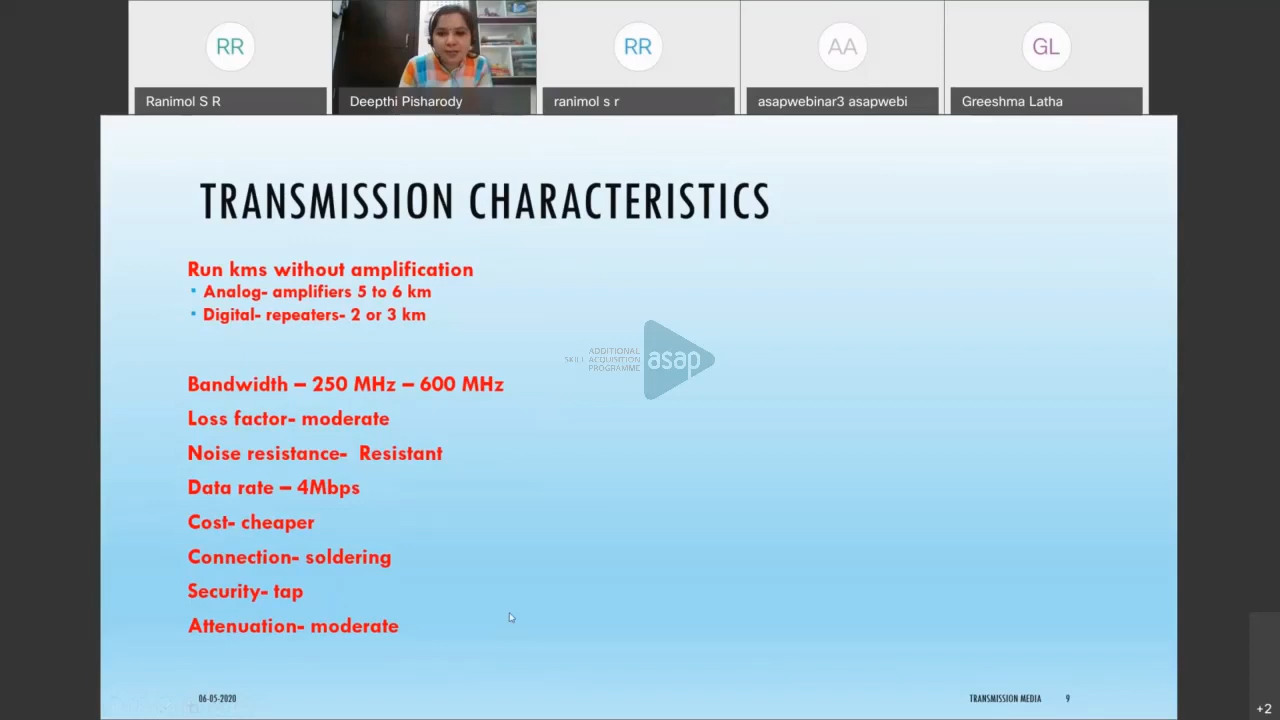 RR
RR
AA
GL
Ranimol S R
Deepthi Pisharody
ranimol s r
asapwebinar3 asapwebi
Greeshma Latha
TRANSMISSION CHARACTERISTICS
Run kms without amplification
Analog- amplifiers 5 to 6 km
Digital- repeaters- 2 or 3 km
ADDITIONAL
SKILL ACQUISITION
PROGRAMME
asap
Bandwidth – 250 MHz – 600 MHz
Loss factor- moderate
Noise resistance-  Resistant
Data rate – 4Mbps
Cost- cheaper
Connection- soldering
Security- tap
Attenuation- moderate
06-05-2020
TRANSMISSION MEDIA
9
+2